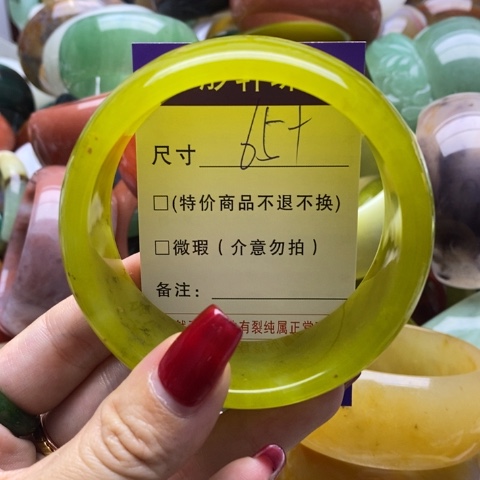 尺寸 65+
□(特价商品不退不换)
□微瑕(介意勿拍)
备注:
有裂纯属正常